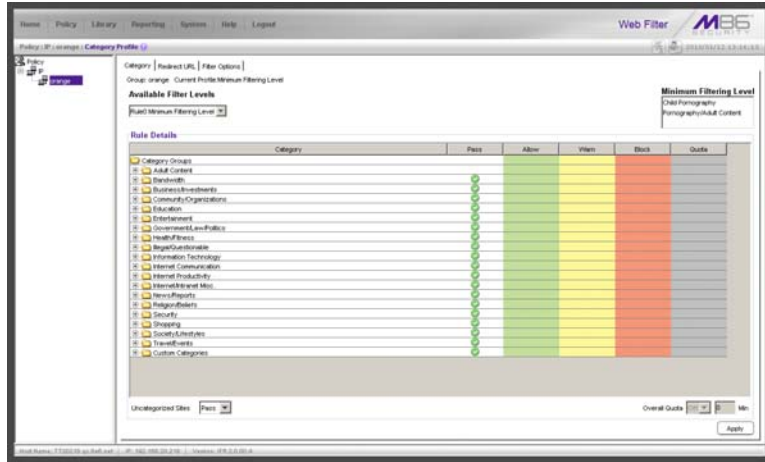 Home Policy Library Reporting System Help Logout
Web Filter
M86
SECURITY
Policy : IP : orange : Category Profile
Policy
IP
orange
Category Redirect URL Filter Options
Group: orange Current Profile:Minimum Filtering Level
Available Filter Levels
Minimum Filtering Level
Rule0 Minimum Filtering Level
Child Pornography
Pornography/Adult Content
Rule Details
Category Pass Allow Warn Block Quota
Category Groups
Adult Content
Bandwidth
Business/Investments
Community/Organizations
Education
Entertainment
Government/Law/Politics
Health/Fitness
Illegal/Questionable
Information Technology
Internet Communication
Internet Productivity
Internet/Intranet Misc.
News/Reports
Religion/Beliefs
Security
Shopping
Society/Lifestyles
Travel/Events
Custom Categories
Uncategorized Sites Pass
Overall Quota 0 Min
Apply
Host Name: